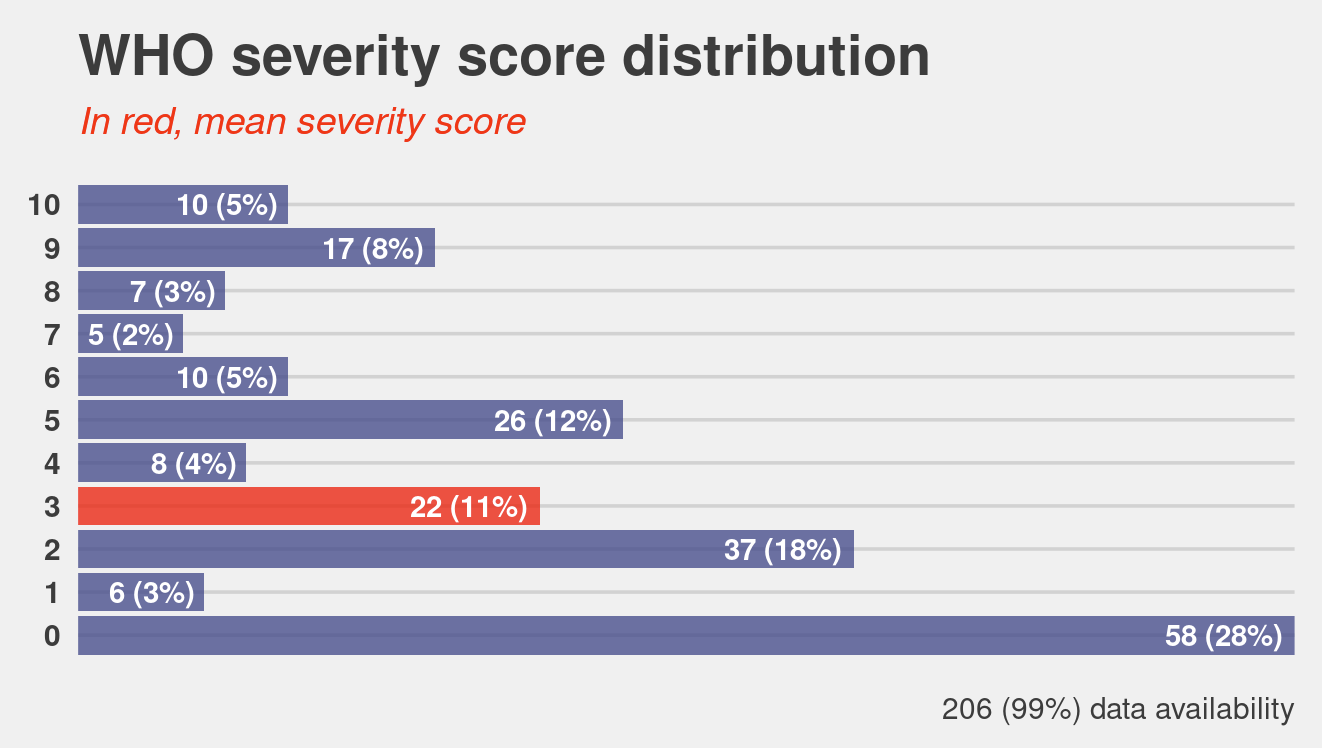 WHO severity score distribution
In red, mean severity score
10 10 (5%)
9 17 (8%)
8 7 (3%)
7 5 (2%)
6 10 (5%)
5 26 (12%)
4 8 (4%)
3 22 (11%)
2 37 (18%)
1 6 (3%)
0 58 (28%)
206 (99%) data availability